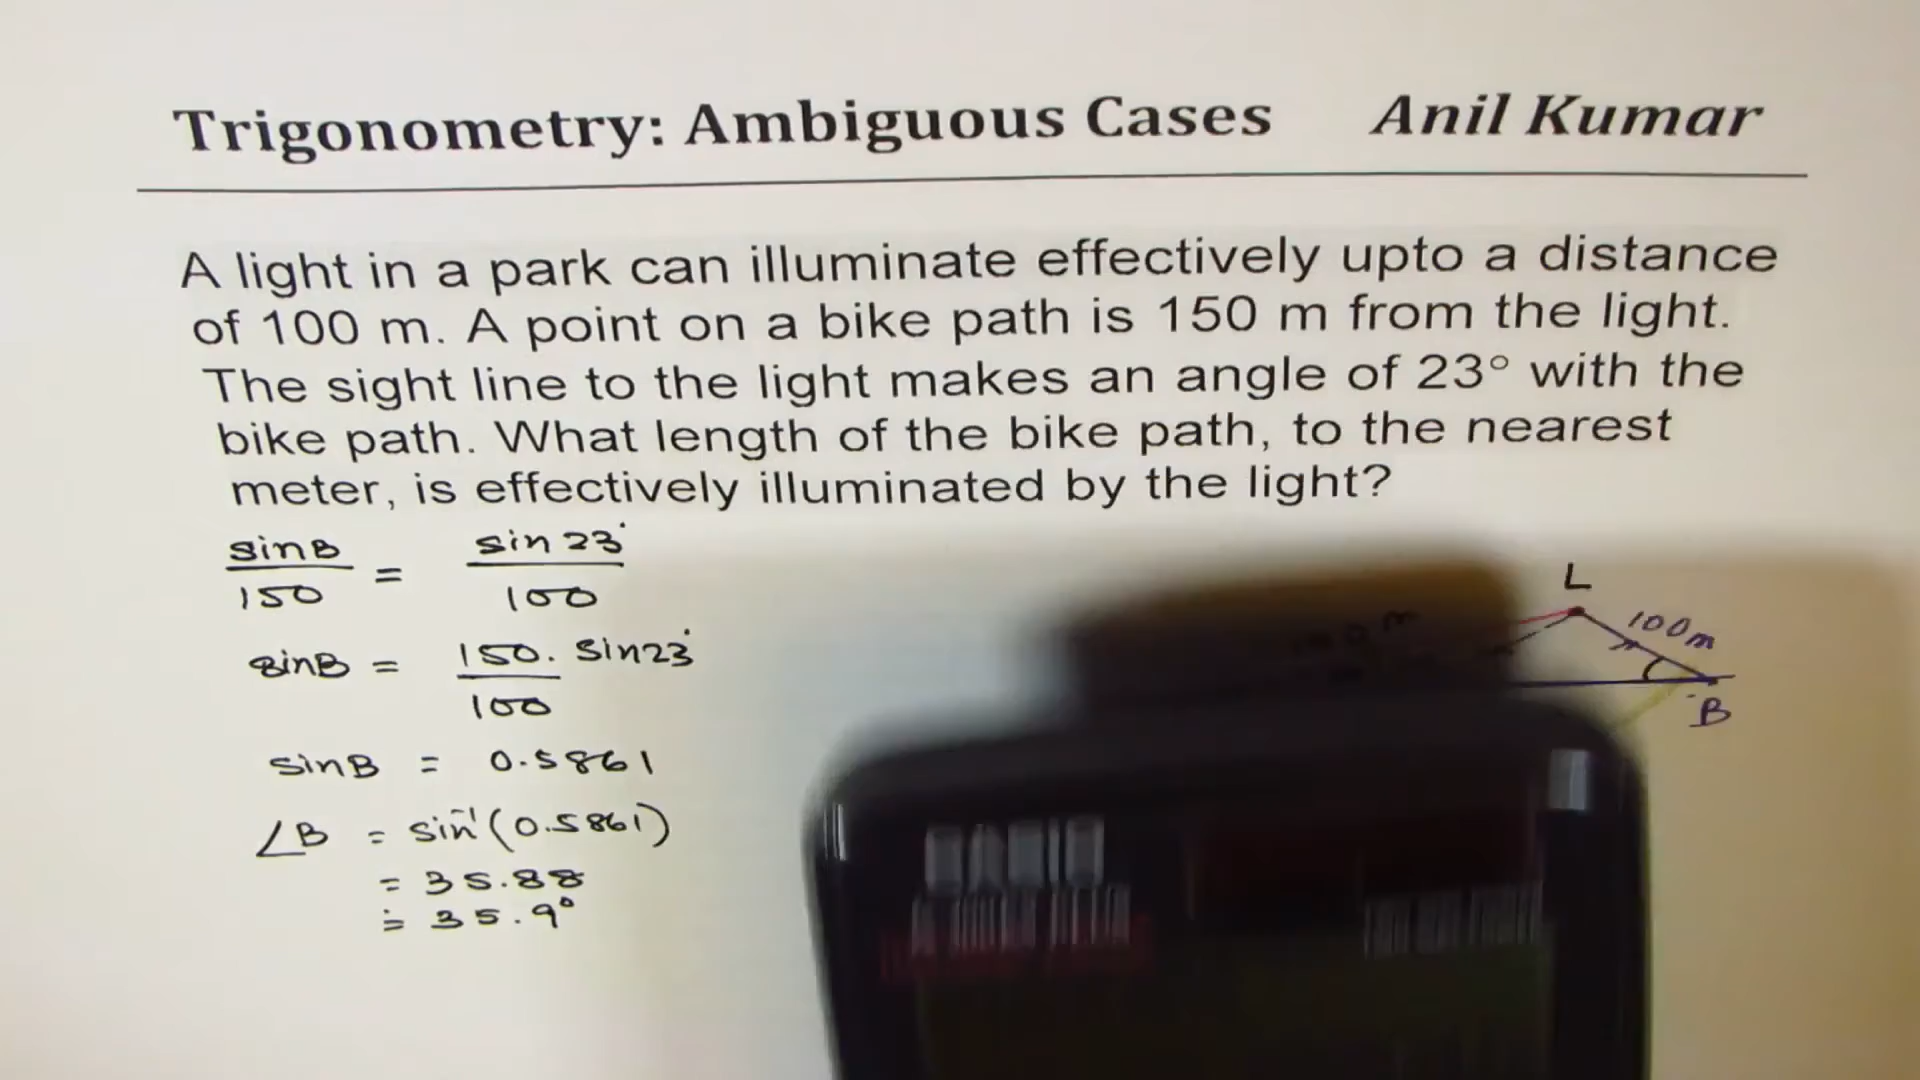 Trigonometry: Ambiguous Cases Anil Kumar
A light in a park can illuminate effectively upto a distance
of 100 m. A point on a bike path is 150 m from the light.
The sight line to the light makes an angle of 23° with the
bike path. What length of the bike path, to the nearest
meter, is effectively illuminated by the light?
sinB/150 = sin 23°/100
sinB = 150. sin23°/100
sinB = 0.5861
∠B = sin⁻¹(0.5861)
= 35.88
≐ 35.9°
L
100m
B
CASIO